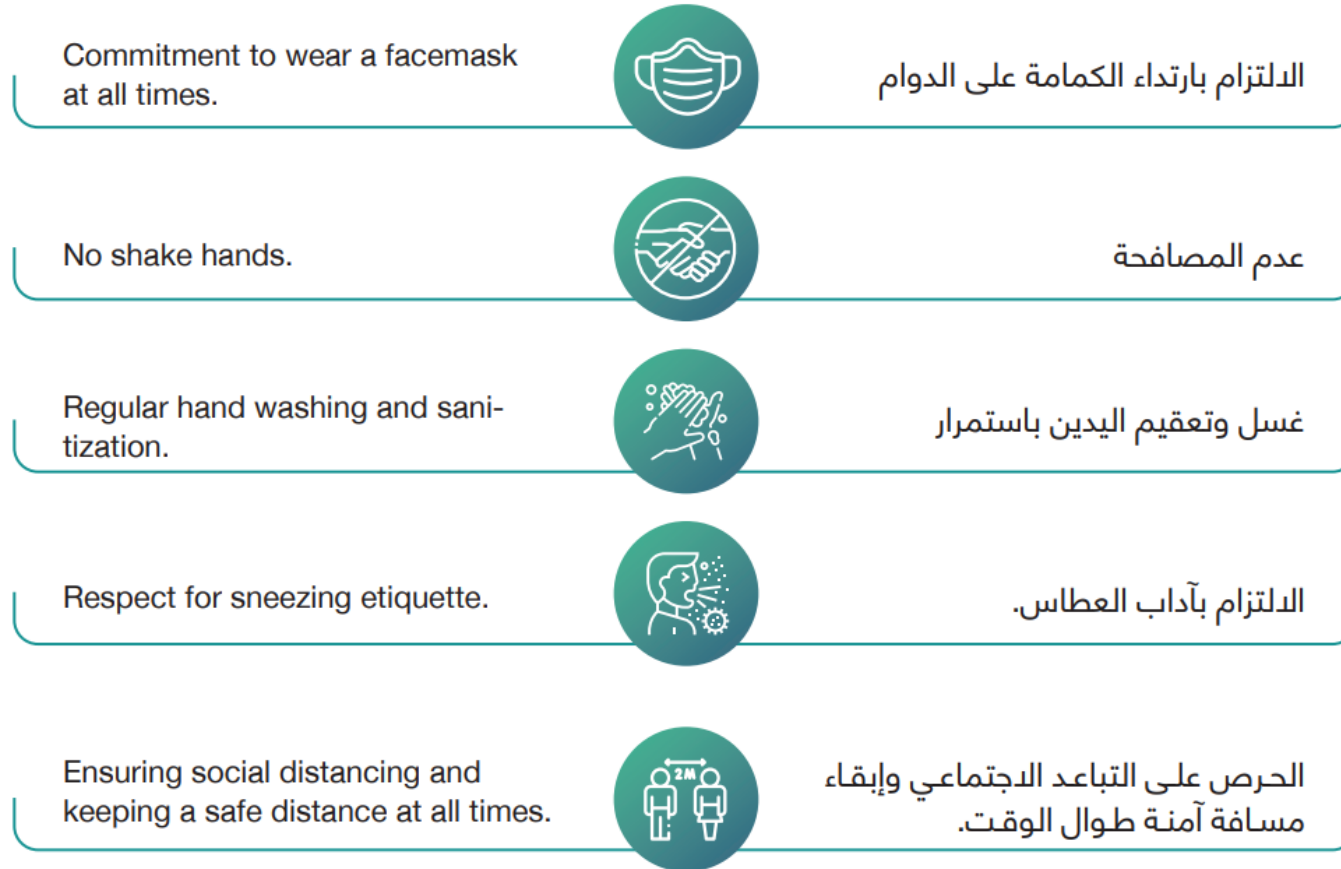 Commitment to wear a facemask
at all times.
الالتزام بارتداء الكمامة على الدوام
No shake hands.
عدم المصافحة
Regular hand washing and sani-
tization.
غسل وتعقيم اليدين باستمرار
Respect for sneezing etiquette.
الالتزام بآداب العطاس.
Ensuring social distancing and
keeping a safe distance at all times.
2M
الحرص على التباعد الاجتماعي وإبقاء
مسافة آمنة طوال الوقت.